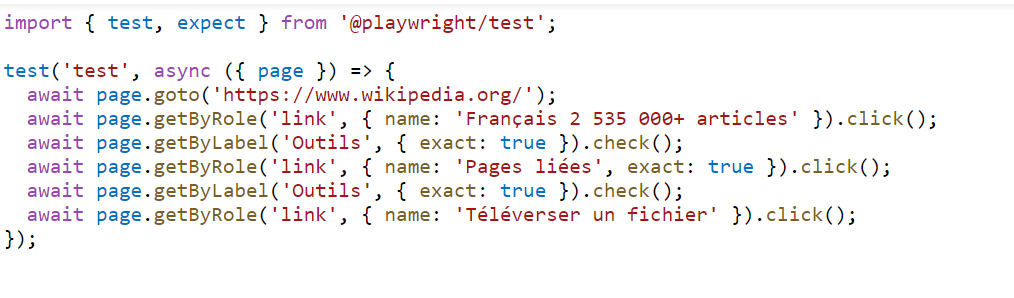 import { test, expect } from '@playwright/test';
test('test', async ({ page }) => {
await page.goto('https://www.wikipedia.org/');
await page.getByRole('link', { name: 'Français 2 535 000+ articles' }).click();
await page.getByLabel('Outils', { exact: true }).check();
await page.getByRole('link', { name: 'Pages liées', exact: true }).click();
await page.getByLabel('Outils', { exact: true }).check();
await page.getByRole('link', { name: 'Téléverser un fichier' }).click();
});